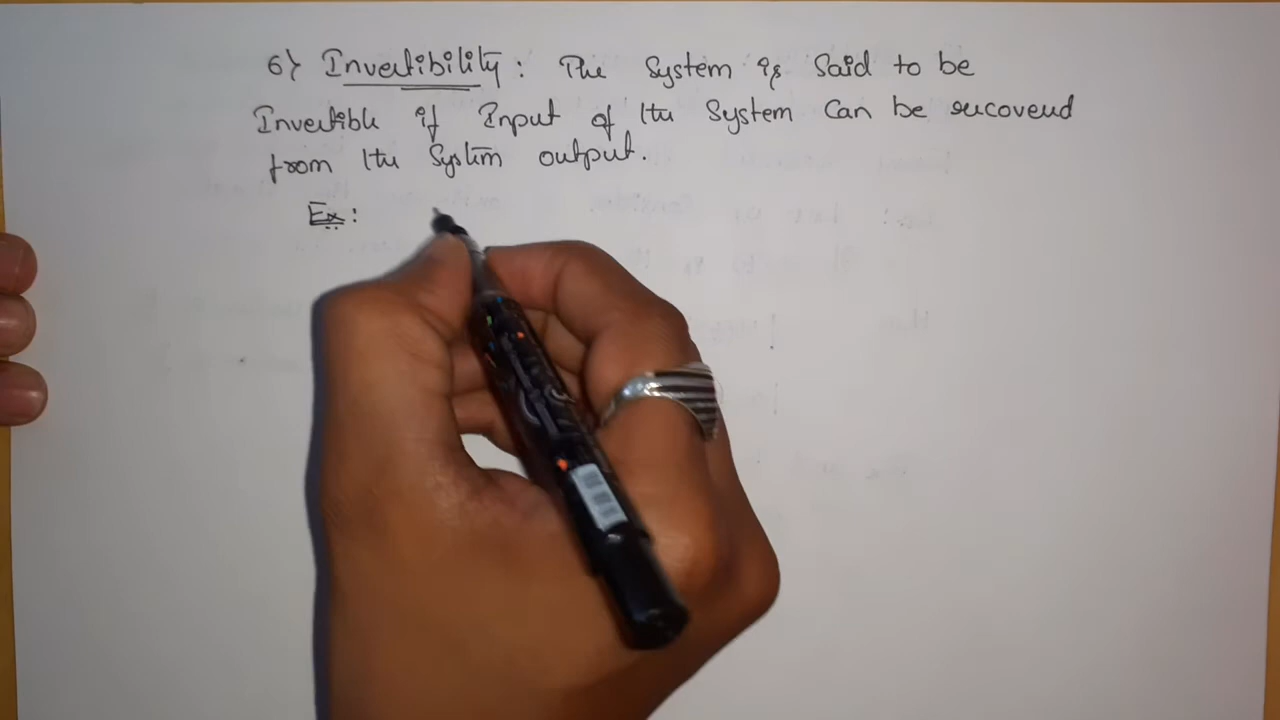 6) Invertibility : The System is Said to be
Invertible if Input of the System Can be recovered
from the System output.
Ex: